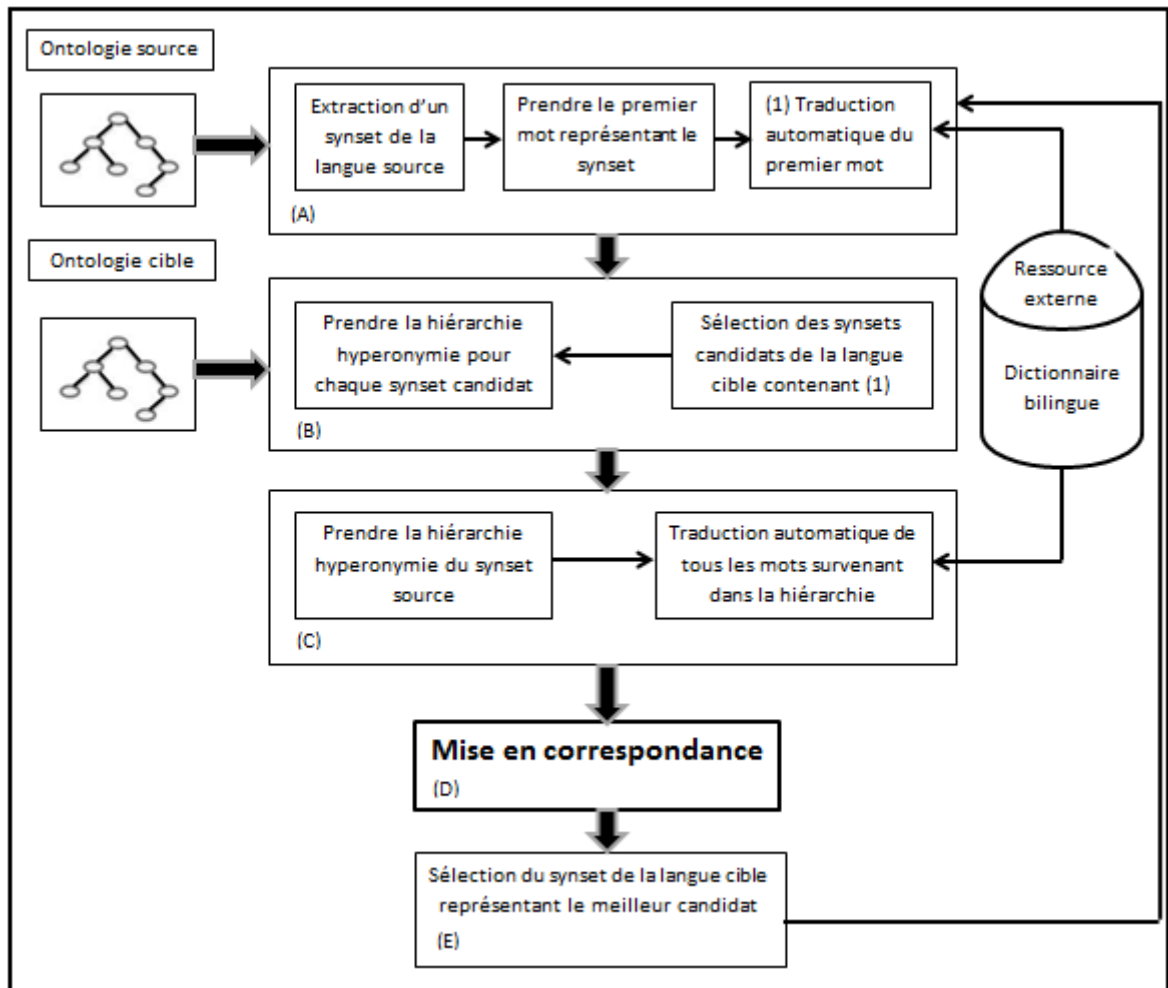 Ontologie source
Extraction d'un
synset de la
langue source
Prendre le premier
mot représentant le
synset
(1) Traduction
automatique du
premier mot
(A)
Ontologie cible
Prendre la hiérarchie
hyperonymie pour
chaque synset candidat
Sélection des synsets
candidats de la langue
cible contenant (1)
(B)
Ressource
externe
Dictionnaire
bilingue
Prendre la hiérarchie
hyperonymie du synset
source
Traduction automatique de
tous les mots survenant
dans la hiérarchie
(C)
Mise en correspondance
(D)
Sélection du synset de la langue cible
représentant le meilleur candidat
(E)